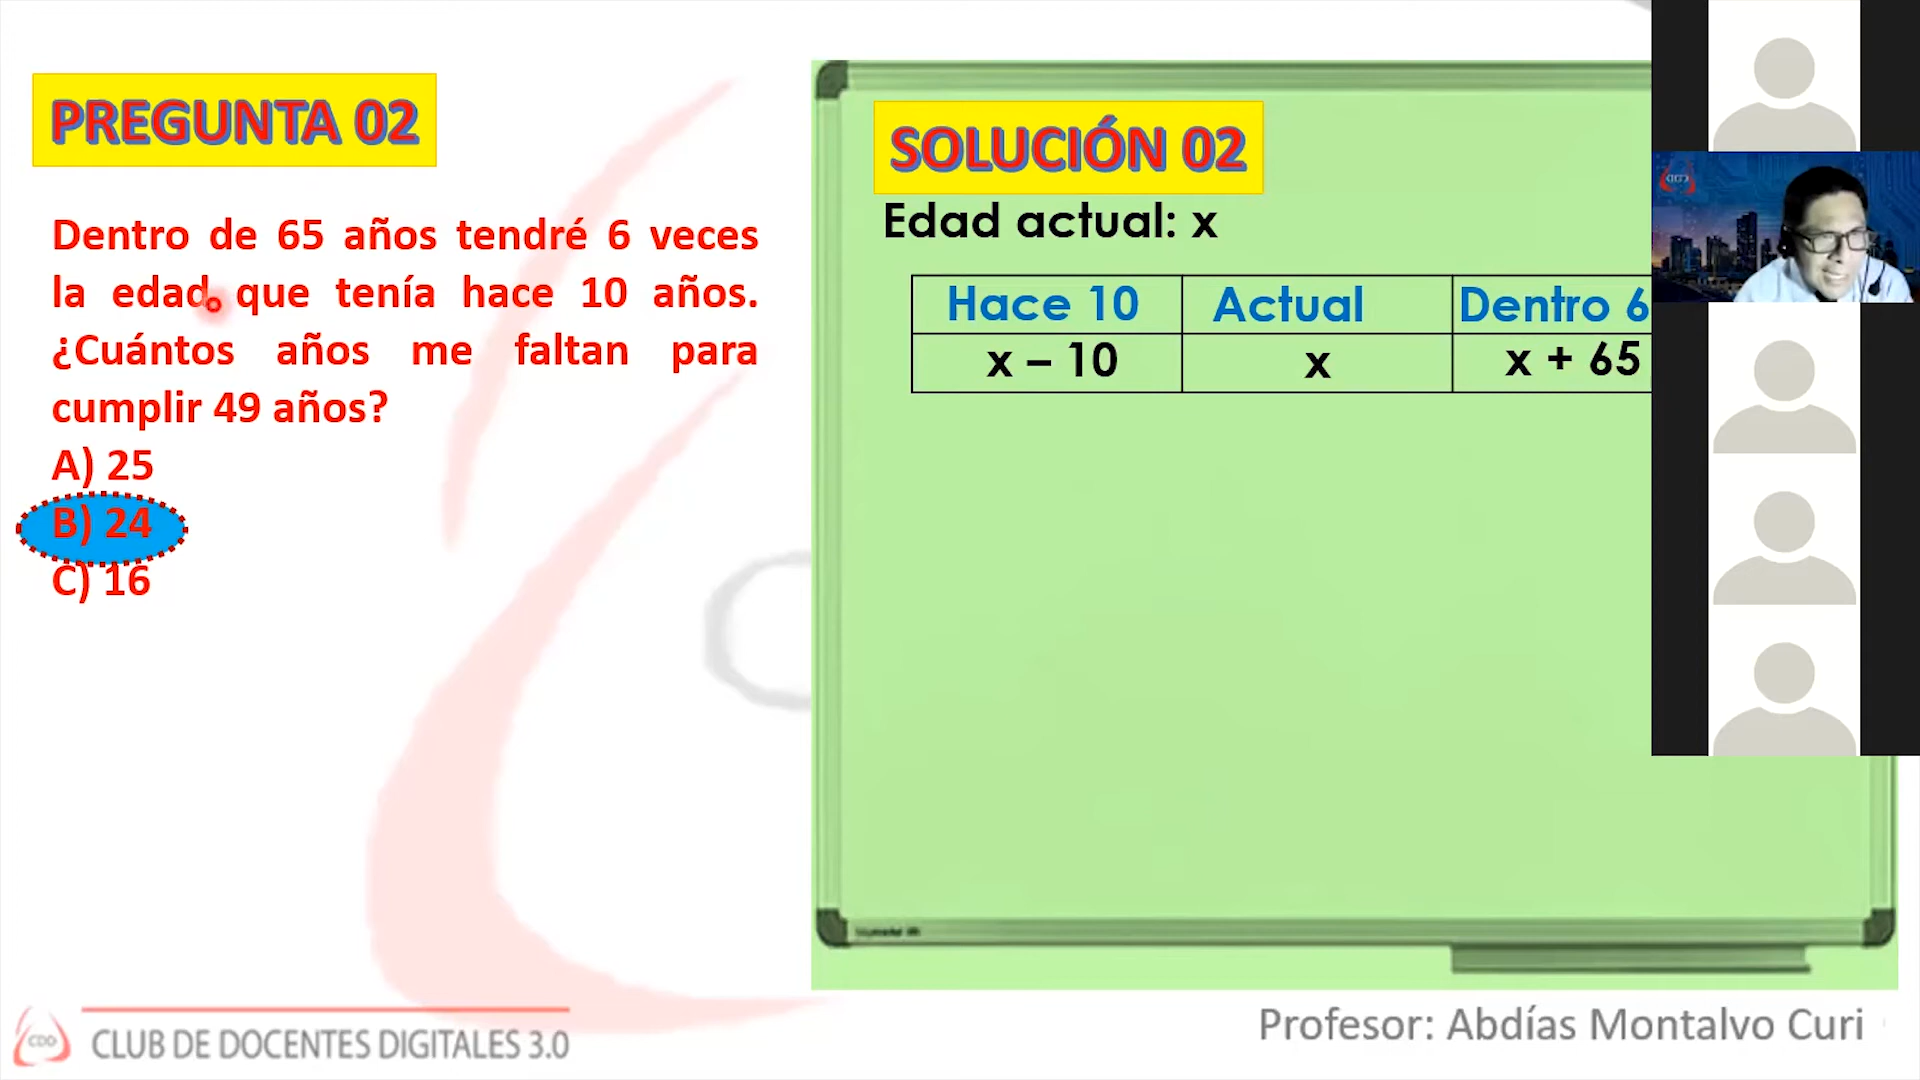 PREGUNTA 02
Dentro de 65 años tendré 6 veces
la edad que tenía hace 10 años.
¿Cuántos años me faltan para
cumplir 49 años?
A) 25
B) 24
C) 16
SOLUCIÓN 02
Edad actual: x
Hace 10 Actual Dentro 6
x – 10 x x + 65
CDD
CLUB DE DOCENTES DIGITALES 3.0
Profesor: Abdías Montalvo Curi